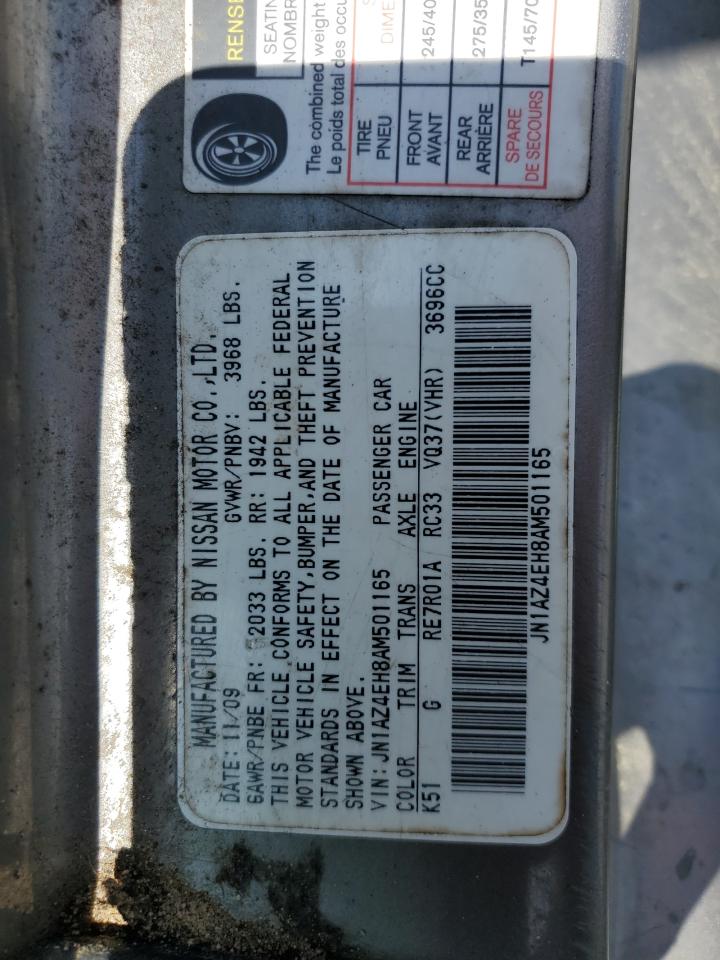 RENSE
SEATIN
NOMBR
The combined weight
Le poids total des occu
TIRE
PNEU
DIME
FRONT
AVANT
245/40
REAR
ARRIÈRE
275/35
SPARE
DE SECOURS
T145/70
MANUFACTURED BY NISSAN MOTOR CO.,LTD.
DATE: 11/09 GVWR/PNBV: 3968 LBS.
GAWR/PNBE FR: 2033 LBS. RR: 1942 LBS.
THIS VEHICLE CONFORMS TO ALL APPLICABLE FEDERAL
MOTOR VEHICLE SAFETY,BUMPER,AND THEFT PREVENTION
STANDARDS IN EFFECT ON THE DATE OF MANUFACTURE
SHOWN ABOVE.
VIN:JN1AZ4EH8AM501165 PASSENGER CAR
COLOR TRIM TRANS AXLE ENGINE
K51 G RE7R01A RC33 VQ37(VHR) 3696CC
JN1AZ4EH8AM501165